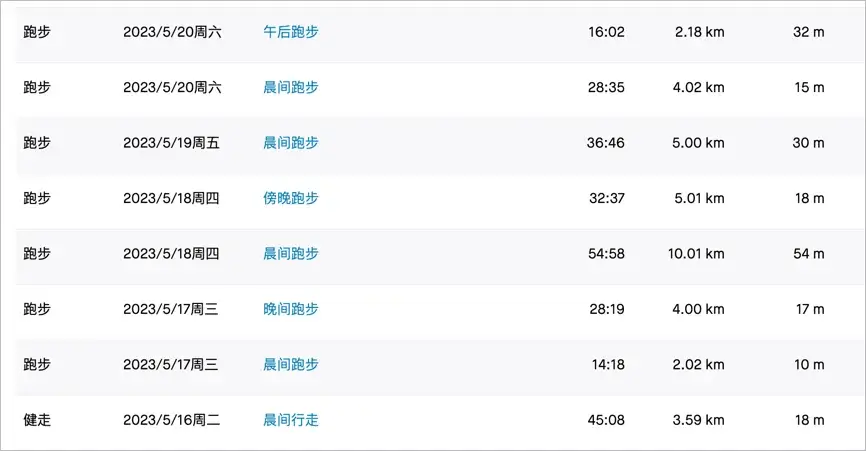 跑步 2023/5/20周六 午后跑步 16:02 2.18 km 32 m
跑步 2023/5/20周六 晨间跑步 28:35 4.02 km 15 m
跑步 2023/5/19周五 晨间跑步 36:46 5.00 km 30 m
跑步 2023/5/18周四 傍晚跑步 32:37 5.01 km 18 m
跑步 2023/5/18周四 晨间跑步 54:58 10.01 km 54 m
跑步 2023/5/17周三 晚间跑步 28:19 4.00 km 17 m
跑步 2023/5/17周三 晨间跑步 14:18 2.02 km 10 m
健走 2023/5/16周二 晨间行走 45:08 3.59 km 18 m